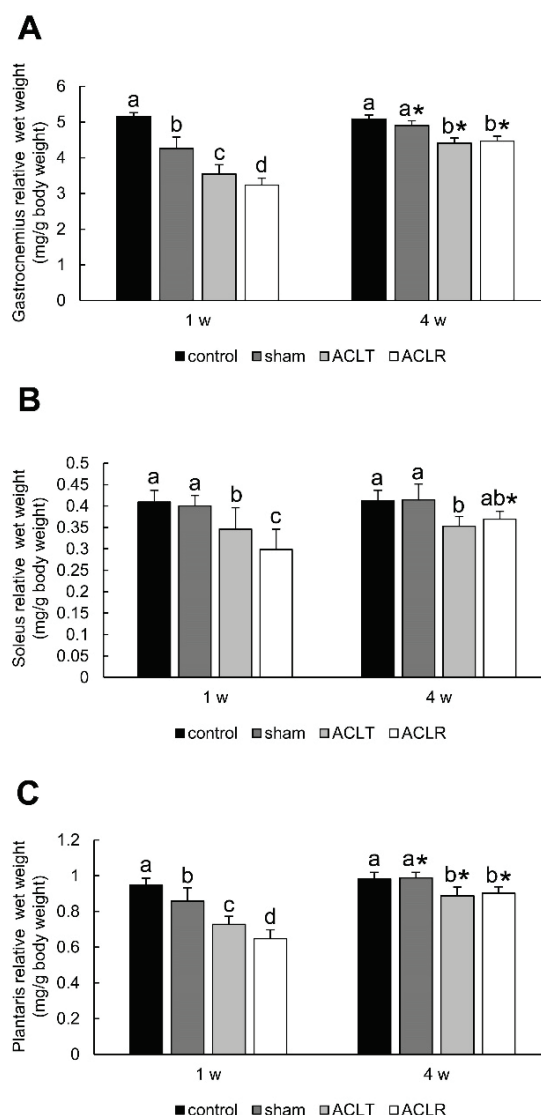 A
Gastrocnemius relative wet weight
(mg/g body weight)
6
5
4
3
2
1
0
a
b
c
d
a
a*
b*
b*
1 w
4 w
control sham ACLT ACLR
B
Soleus relative wet weight
(mg/g body weight)
0.5
0.45
0.4
0.35
0.3
0.25
0.2
0.15
0.1
0.05
0
a
a
b
c
a
a
b
ab*
1 w
4 w
control sham ACLT ACLR
C
Plantaris relative wet weight
(mg/g body weight)
1.2
1
0.8
0.6
0.4
0.2
0
a
b
c
d
a
a*
b*
b*
1 w
4 w
control sham ACLT ACLR